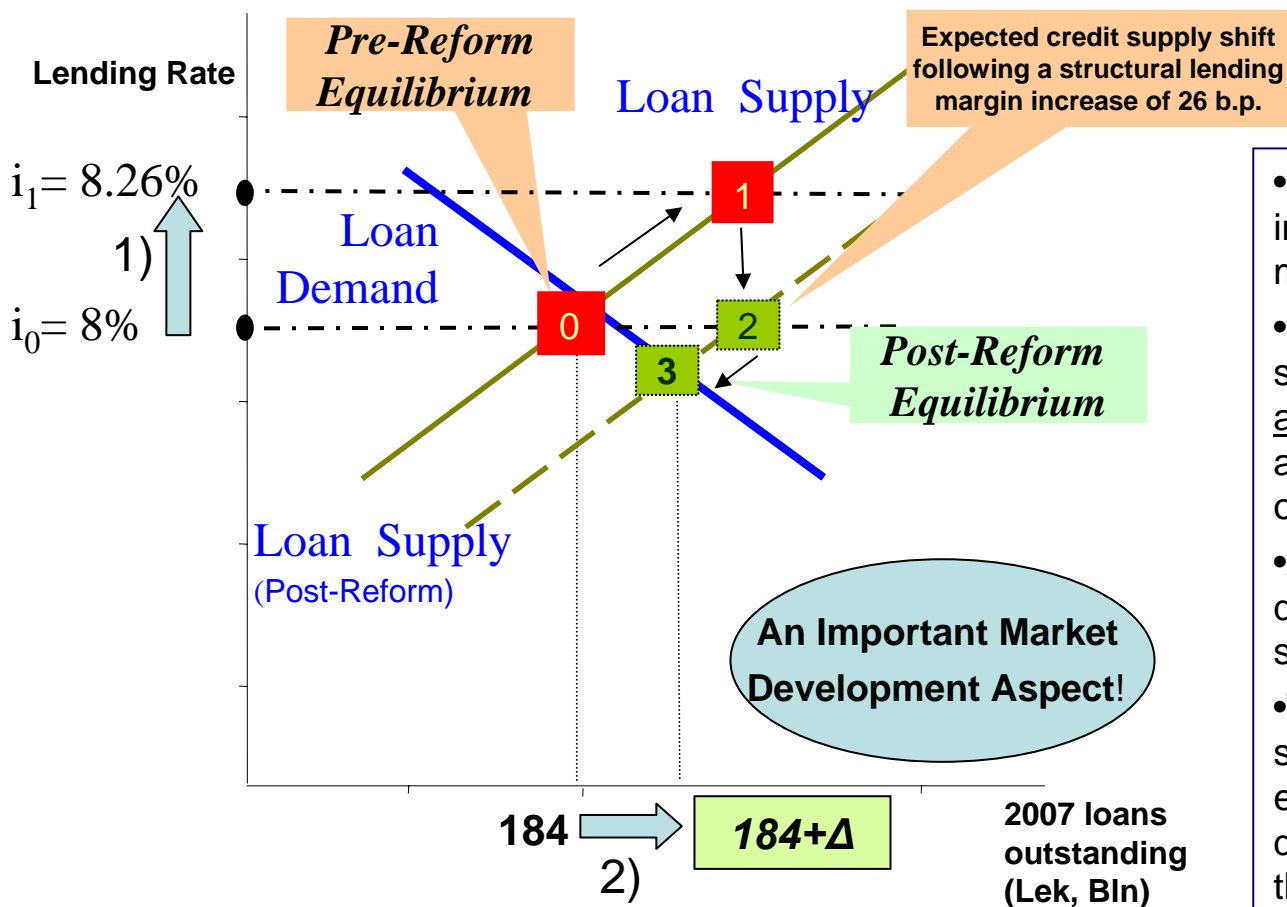 Lending Rate
Pre-Reform
Equilibrium
Loan Supply
Expected credit supply shift
following a structural lending
margin increase of 26 b.p.
i1= 8.26%
1)
i0= 8%
Loan
Demand
1
0
2
3
Post-Reform
Equilibrium
Loan Supply
(Post-Reform)
An Important Market
Development Aspect!
184
184+Δ
2)
2007 loans
outstanding
(Lek, Bln)